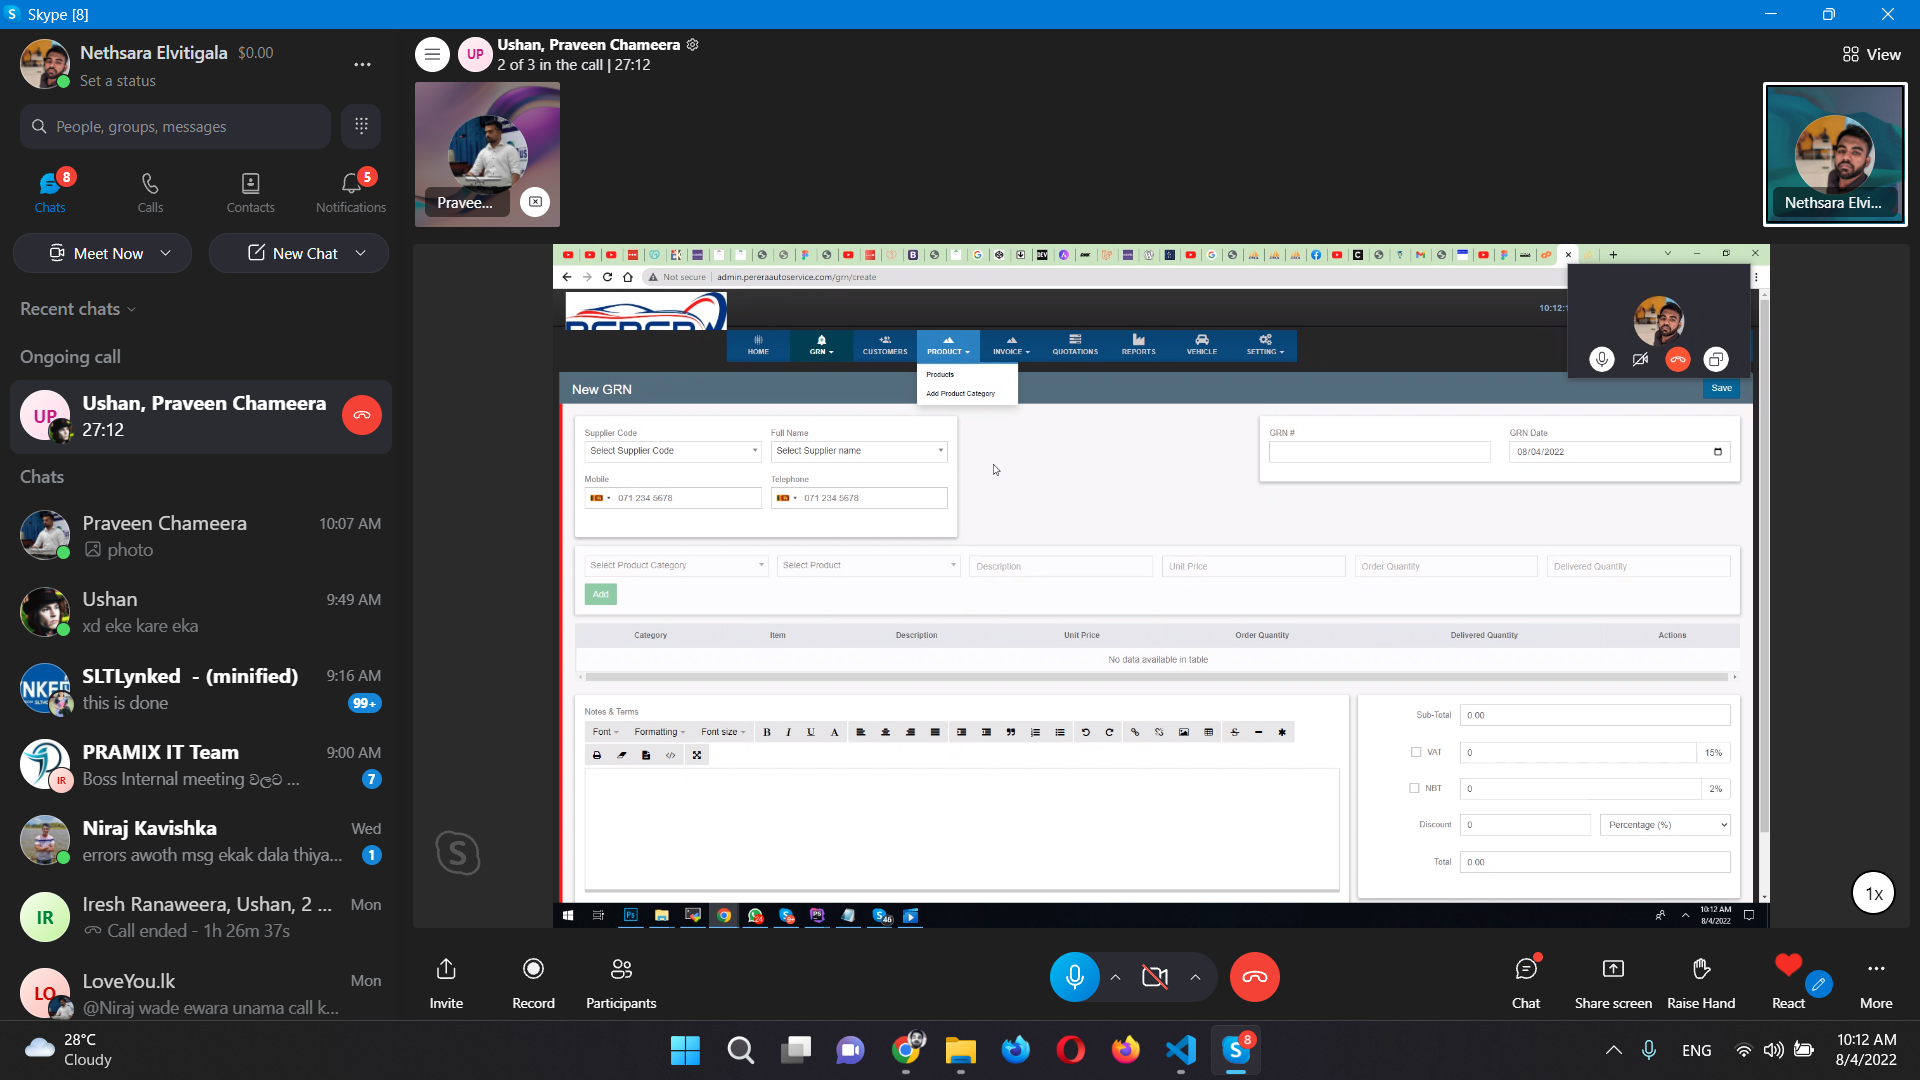 Skype [8]
Nethsara Elvitigala $0.00
Set a status
People, groups, messages
8
5
Chats
Calls
Contacts
Notifications
Meet Now
New Chat
Recent chats
Ongoing call
UP
Ushan, Praveen Chameera
27:12
Chats
Praveen Chameera 10:07 AM
photo
Ushan 9:49 AM
xd eke kare eka
SLTLynked - (minified) 9:16 AM
this is done 99+
PRAMIX IT Team 9:00 AM
IR
Boss Internal meeting වලට ... 7
Niraj Kavishka Wed
errors awoth msg ekak dala thiya... 1
IR
Iresh Ranaweera, Ushan, 2 ... Mon
Call ended - 1h 26m 37s
LO
LoveYou.lk Mon
@Niraj wade ewara unama call k...
UP
Ushan, Praveen Chameera
2 of 3 in the call | 27:12
View
Pravee...
Nethsara Elvi...
Not secure admin.pereraautoservice.com/grn/create
HOME
GRN
CUSTOMERS
PRODUCT
INVOICE
QUOTATIONS
REPORTS
VEHICLE
SETTING
Products
Add Product Category
New GRN
Save
Supplier Code
Full Name
Select Supplier Code
Select Supplier name
Mobile
Telephone
071 234 5678
071 234 5678
GRN #
GRN Date
08/04/2022
Select Product Category
Select Product
Description
Unit Price
Order Quantity
Delivered Quantity
Add
Category
Item
Description
Unit Price
Order Quantity
Delivered Quantity
Actions
No data available in table
Notes & Terms
Font
Formatting
Font size
B I U A
Sub-Total 0.00
VAT 0 15%
NBT 0 2%
Discount 0 Percentage (%)
Total 0.00
10:12 AM
8/4/2022
1x
Invite
Record
Participants
Chat
Share screen
Raise Hand
React
More
28°C
Cloudy
8
ENG
10:12 AM
8/4/2022